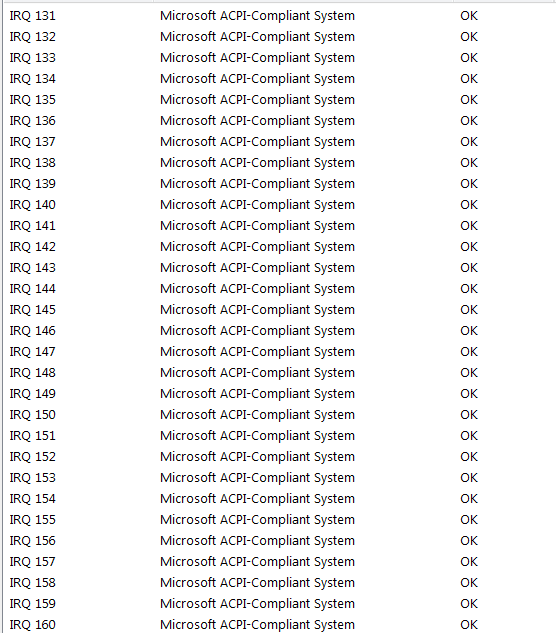 IRQ 131 Microsoft ACPI-Compliant System OK
IRQ 132 Microsoft ACPI-Compliant System OK
IRQ 133 Microsoft ACPI-Compliant System OK
IRQ 134 Microsoft ACPI-Compliant System OK
IRQ 135 Microsoft ACPI-Compliant System OK
IRQ 136 Microsoft ACPI-Compliant System OK
IRQ 137 Microsoft ACPI-Compliant System OK
IRQ 138 Microsoft ACPI-Compliant System OK
IRQ 139 Microsoft ACPI-Compliant System OK
IRQ 140 Microsoft ACPI-Compliant System OK
IRQ 141 Microsoft ACPI-Compliant System OK
IRQ 142 Microsoft ACPI-Compliant System OK
IRQ 143 Microsoft ACPI-Compliant System OK
IRQ 144 Microsoft ACPI-Compliant System OK
IRQ 145 Microsoft ACPI-Compliant System OK
IRQ 146 Microsoft ACPI-Compliant System OK
IRQ 147 Microsoft ACPI-Compliant System OK
IRQ 148 Microsoft ACPI-Compliant System OK
IRQ 149 Microsoft ACPI-Compliant System OK
IRQ 150 Microsoft ACPI-Compliant System OK
IRQ 151 Microsoft ACPI-Compliant System OK
IRQ 152 Microsoft ACPI-Compliant System OK
IRQ 153 Microsoft ACPI-Compliant System OK
IRQ 154 Microsoft ACPI-Compliant System OK
IRQ 155 Microsoft ACPI-Compliant System OK
IRQ 156 Microsoft ACPI-Compliant System OK
IRQ 157 Microsoft ACPI-Compliant System OK
IRQ 158 Microsoft ACPI-Compliant System OK
IRQ 159 Microsoft ACPI-Compliant System OK
IRQ 160 Microsoft ACPI-Compliant System OK